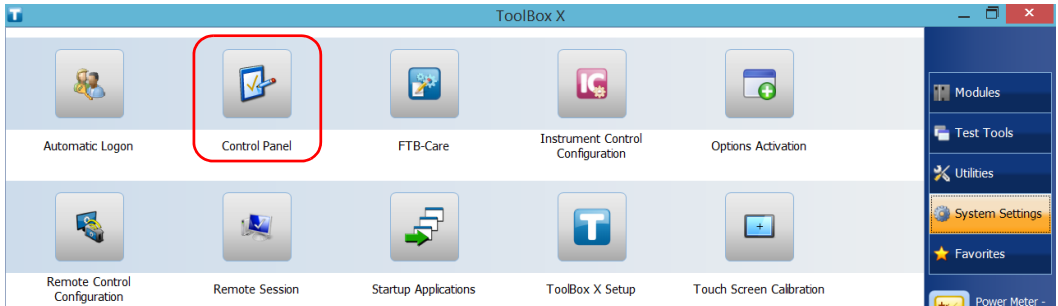 ToolBox X
Automatic Logon
Control Panel
FTB-Care
Instrument Control
Configuration
Options Activation
Remote Control
Configuration
Remote Session
Startup Applications
ToolBox X Setup
Touch Screen Calibration
Modules
Test Tools
Utilities
System Settings
Favorites
Power Meter -